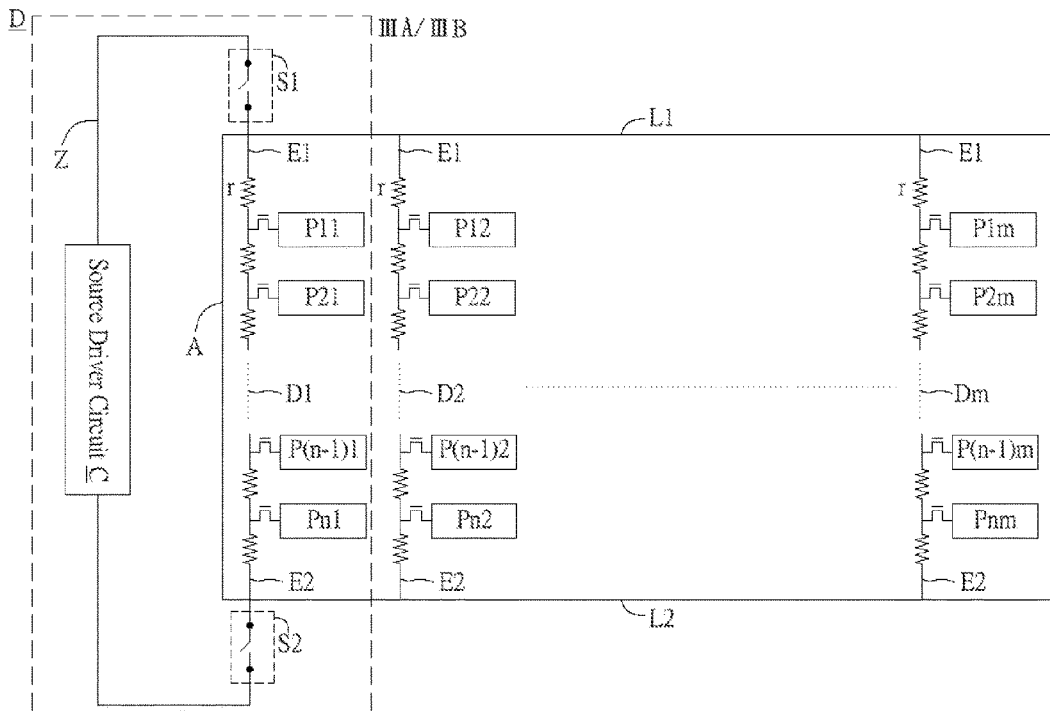 D
ⅢA/ⅢB
S1
L1
Z
E1 E1 E1
r r r
P11 P12 P1m
P21 P22 P2m
A
Source Driver Circuit C
D1 D2 Dm
P(n-1)1 P(n-1)2 P(n-1)m
Pn1 Pn2 Pnm
E2 E2 E2
L2
S2